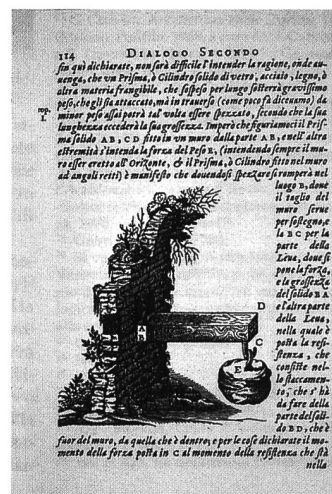 114 DIALOGO SECONDO
fin quì dichiarate, non sarà difficile l'intender la ragione, onde au-
uenga, che vn Prisma, ò Cilindro solido di vetro, acciaio, legno, ò
altra materia frangibile, che sospeso per lungo sosterrà grauissimo
peso, che gli sia attaccato, mà in trauerso (come poco fà diceuamo) da
minor peso assai potrà tal volta essere spezzato, secondo che la sua
lunghezza eccederà la sua grossezza. Imperò che figuriamoci il Pris-
ma solido AB, CD fitto in vn muro dalla parte AB, e nell'altra
estremità s'intenda la forza del Peso E, (intendendo sempre il mu-
ro esser eretto all'Orizonte, & il Prisma, ò Cilindro fitto nel muro
ad angoli retti) è manifesto che douendosi spezzare si romperà nel
luogo B, doue
il taglio del
muro serue
per sostegno, e
la BC per la
parte della
Leua, doue si
pone la forza,
e la grossezza
del solido BA
è l'altra parte
della Leua,
nella quale è
posta la resi-
stenza, che
consiste nel-
lo staccamen-
to, che s'hà
da fare della
parte del soli-
do BD, che è
fuor del muro, da quella che è dentro; e per le cose dichiarate il mo-
mento della forza posta in C al momento della resistenza che stà
nella
prop.
I.
A
B
D
C
E